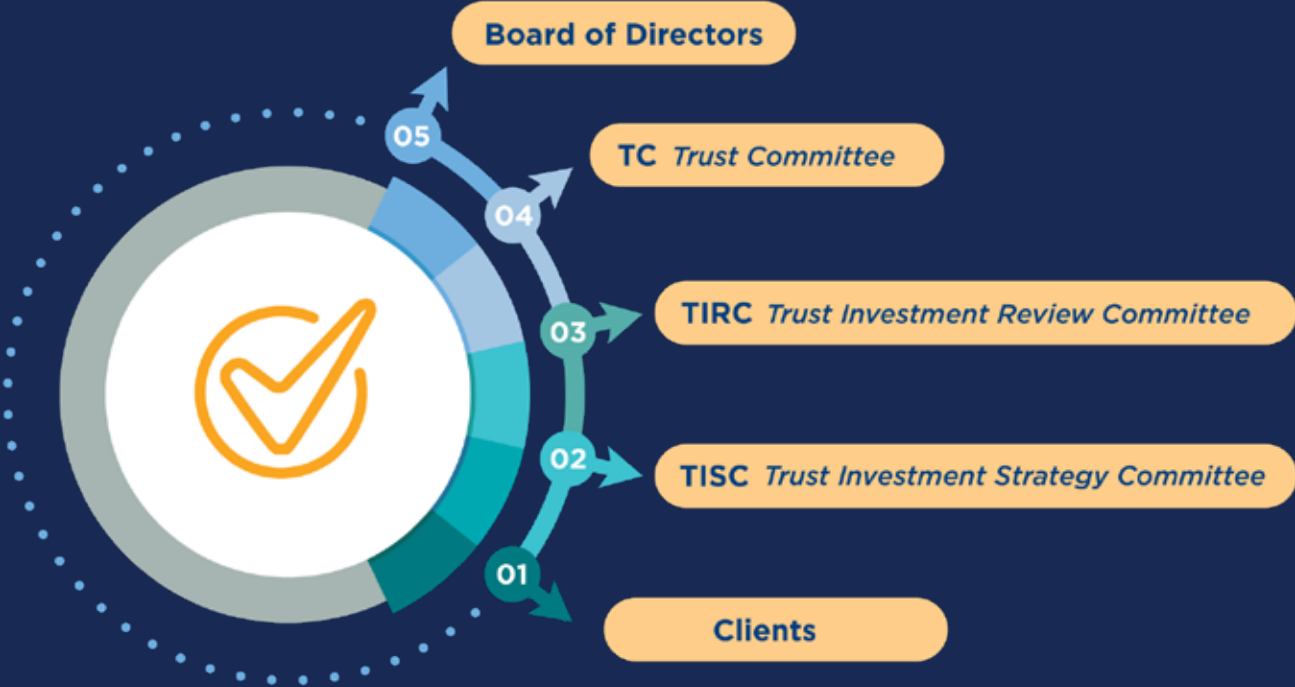 Board of Directors
05
TC Trust Committee
04
TIRC Trust Investment Review Committee
03
TISC Trust Investment Strategy Committee
02
01
Clients